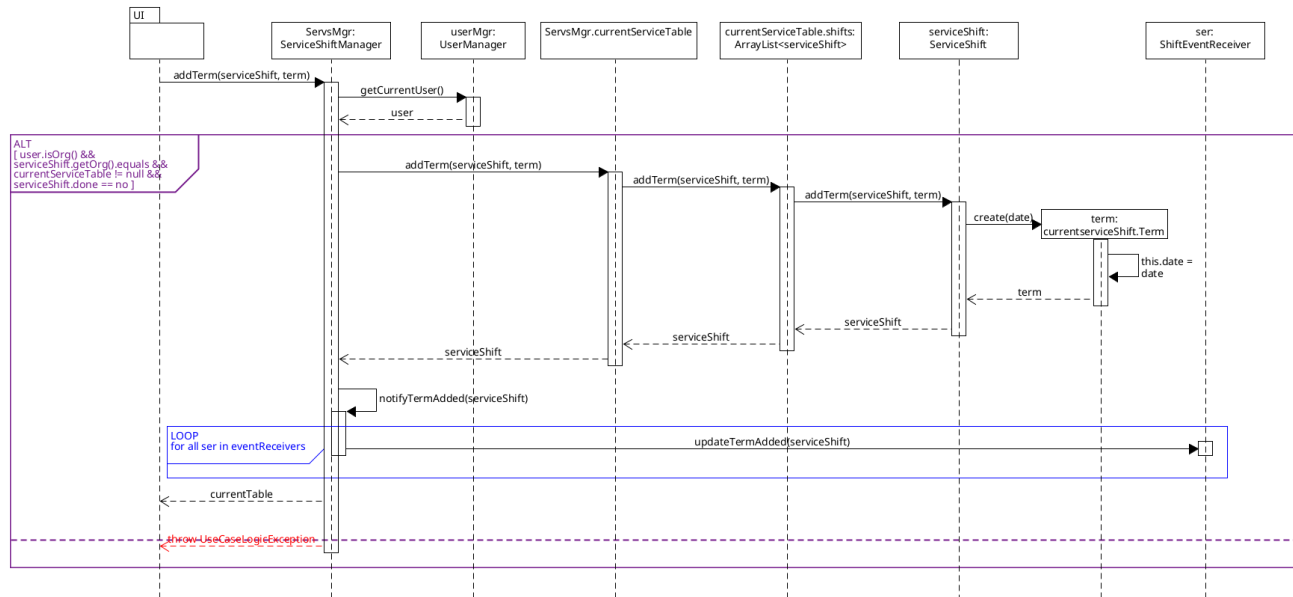 UI
ServsMgr:
ServiceShiftManager
userMgr:
UserManager
ServsMgr.currentServiceTable
currentServiceTable.shifts:
ArrayList<serviceShift>
serviceShift:
ServiceShift
ser:
ShiftEventReceiver
addTerm(serviceShift, term)
getCurrentUser()
user
ALT
[ user.isOrg() &&
serviceShift.getOrg().equals &&
currentServiceTable != null &&
serviceShift.done == no ]
addTerm(serviceShift, term)
addTerm(serviceShift, term)
addTerm(serviceShift, term)
create(date)
term:
currentserviceShift.Term
this.date =
date
term
serviceShift
serviceShift
serviceShift
notifyTermAdded(serviceShift)
LOOP
for all ser in eventReceivers
updateTermAdded(serviceShift)
currentTable
throw UseCaseLogicException